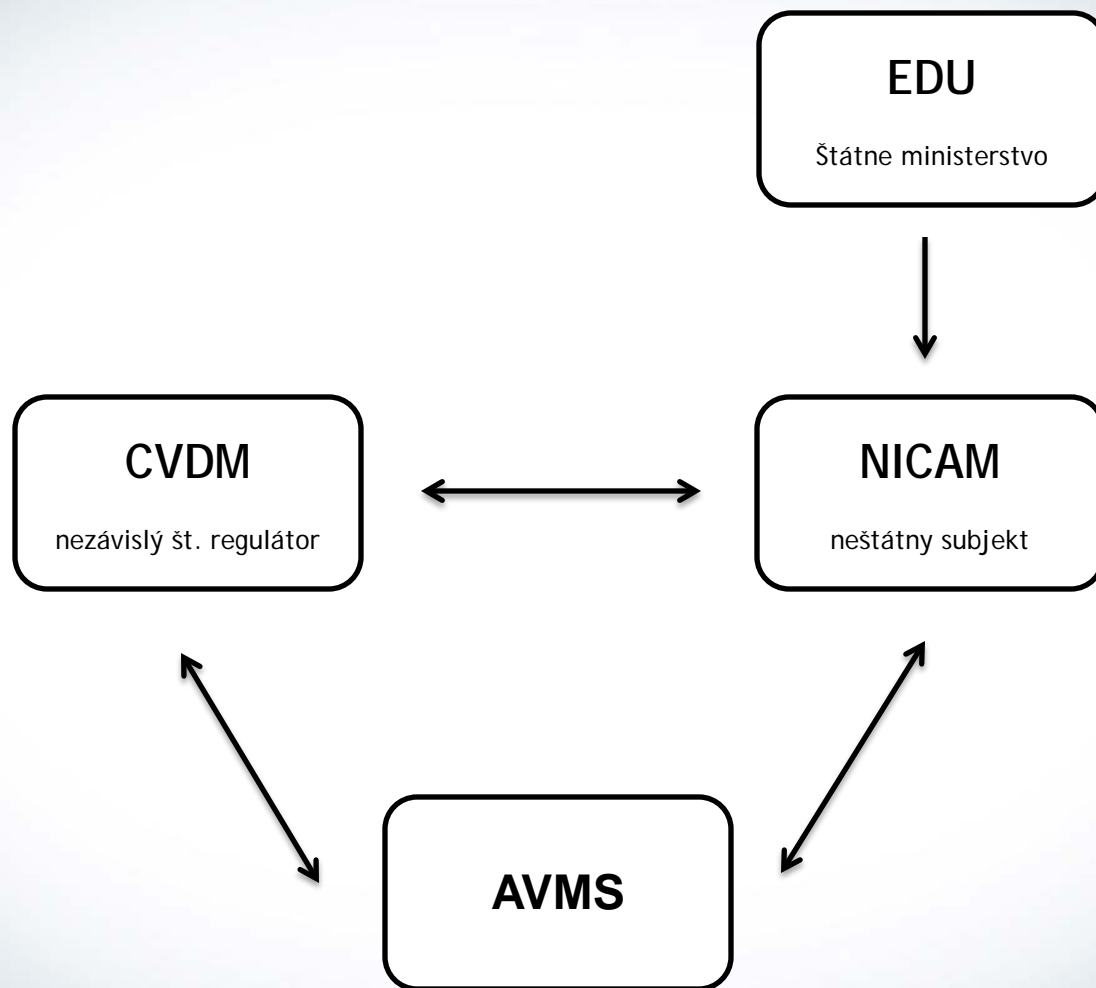 EDU
Štátne ministerstvo
CVDM
nezávislý št. regulátor
NICAM
neštátny subjekt
AVMS